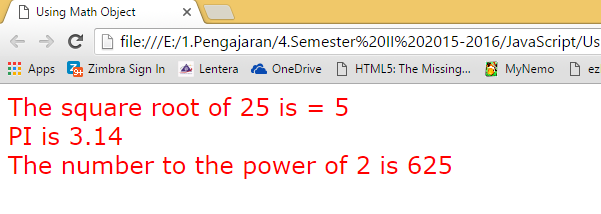 Using Math Object
file:///E:/1.Pengajaran/4.Semester%20II%202015-2016/JavaScript/Us
Apps Zimbra Sign In Lentera OneDrive HTML5: The Missing... MyNemo ez
The square root of 25 is = 5
PI is 3.14
The number to the power of 2 is 625